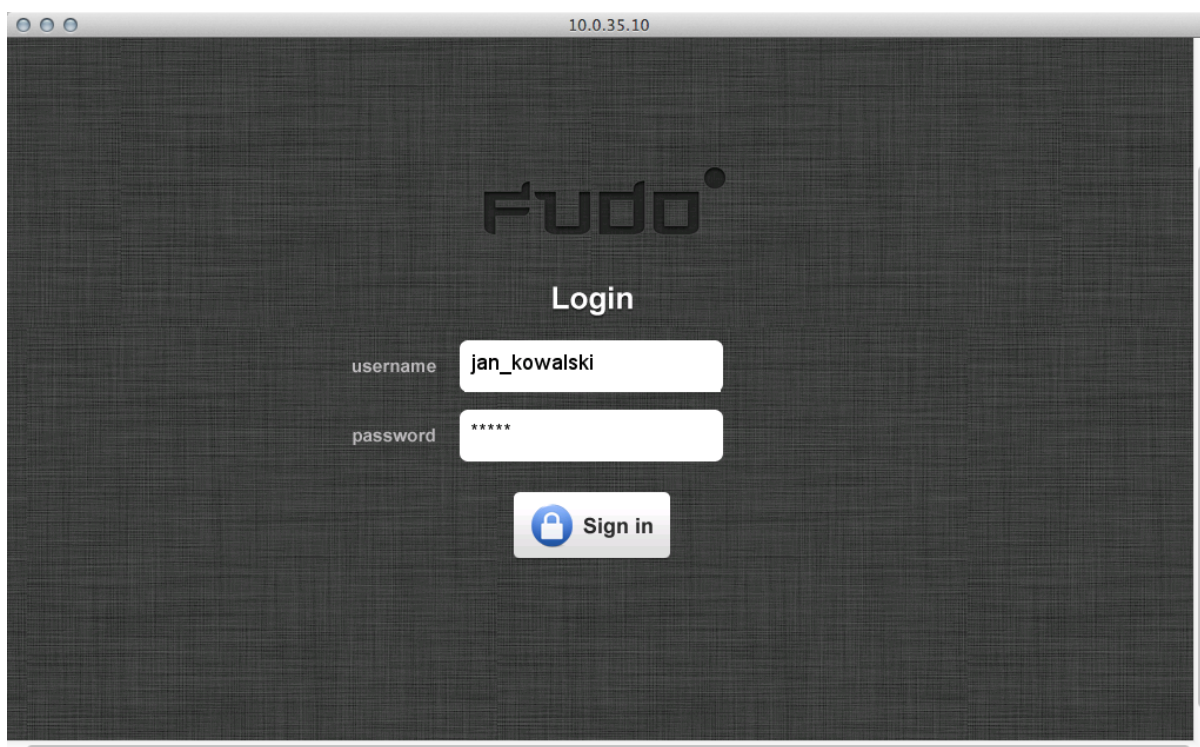 10.0.35.10
Fudo
Login
username jan_kowalski
password *****
Sign in